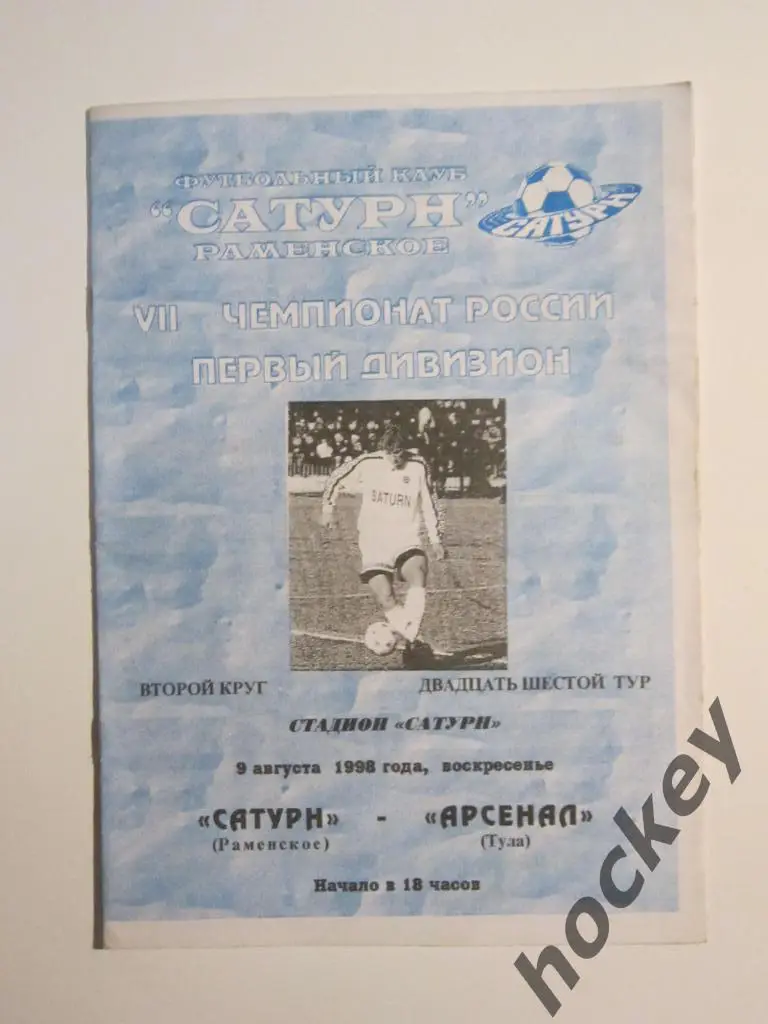 ФУТБОЛЬНЫЙ КЛУБ
"САТУРН"
РАМЕНСКОЕ
САТУРН
VII ЧЕМПИОНАТ РОССИИ
ПЕРВЫЙ ДИВИЗИОН
SATURN
ВТОРОЙ КРУГ ДВАДЦАТЬ ШЕСТОЙ ТУР
СТАДИОН «САТУРН»
9 августа 1998 года, воскресенье
«САТУРН» - «АРСЕНАЛ»
(Раменское) (Тула)
Начало в 18 часов
hockey